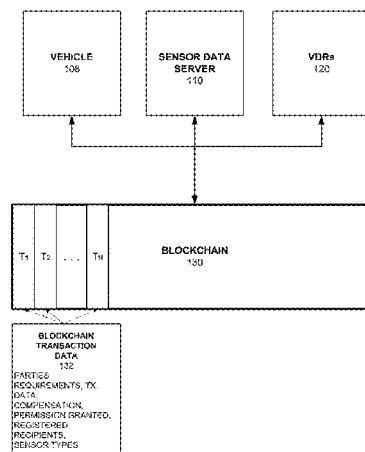 VEHICLE
108
SENSOR DATA
SERVER
110
VDRs
120
T1
T2
. . .
TN
BLOCKCHAIN
130
BLOCKCHAIN
TRANSACTION
DATA
132
PARTIES
REQUIREMENTS, TX
DATA,
COMPENSATION,
PERMISSION GRANTED,
REGISTERED
RECIPIENTS,
SENSOR TYPES